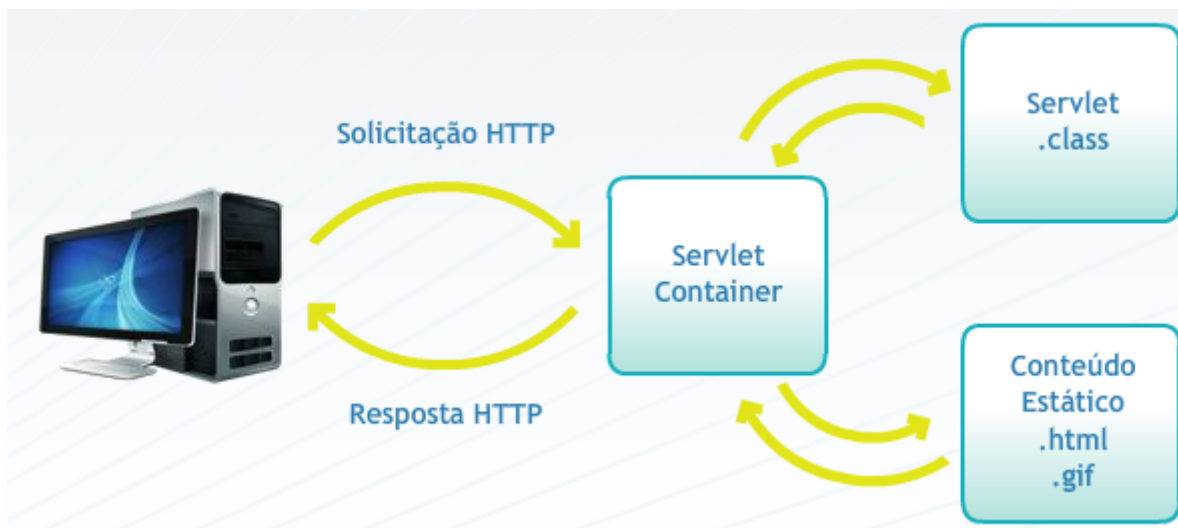 Solicitação HTTP
Resposta HTTP
Servlet
Container
Servlet
.class
Conteúdo
Estático
.html
.gif